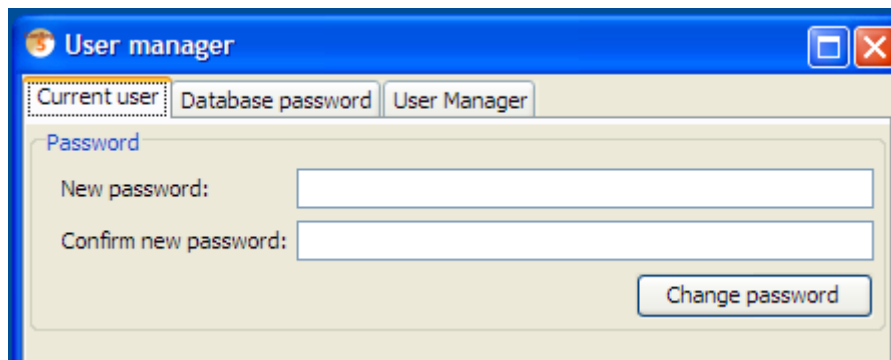 User manager
Current user Database password User Manager
Password
New password:
Confirm new password:
Change password